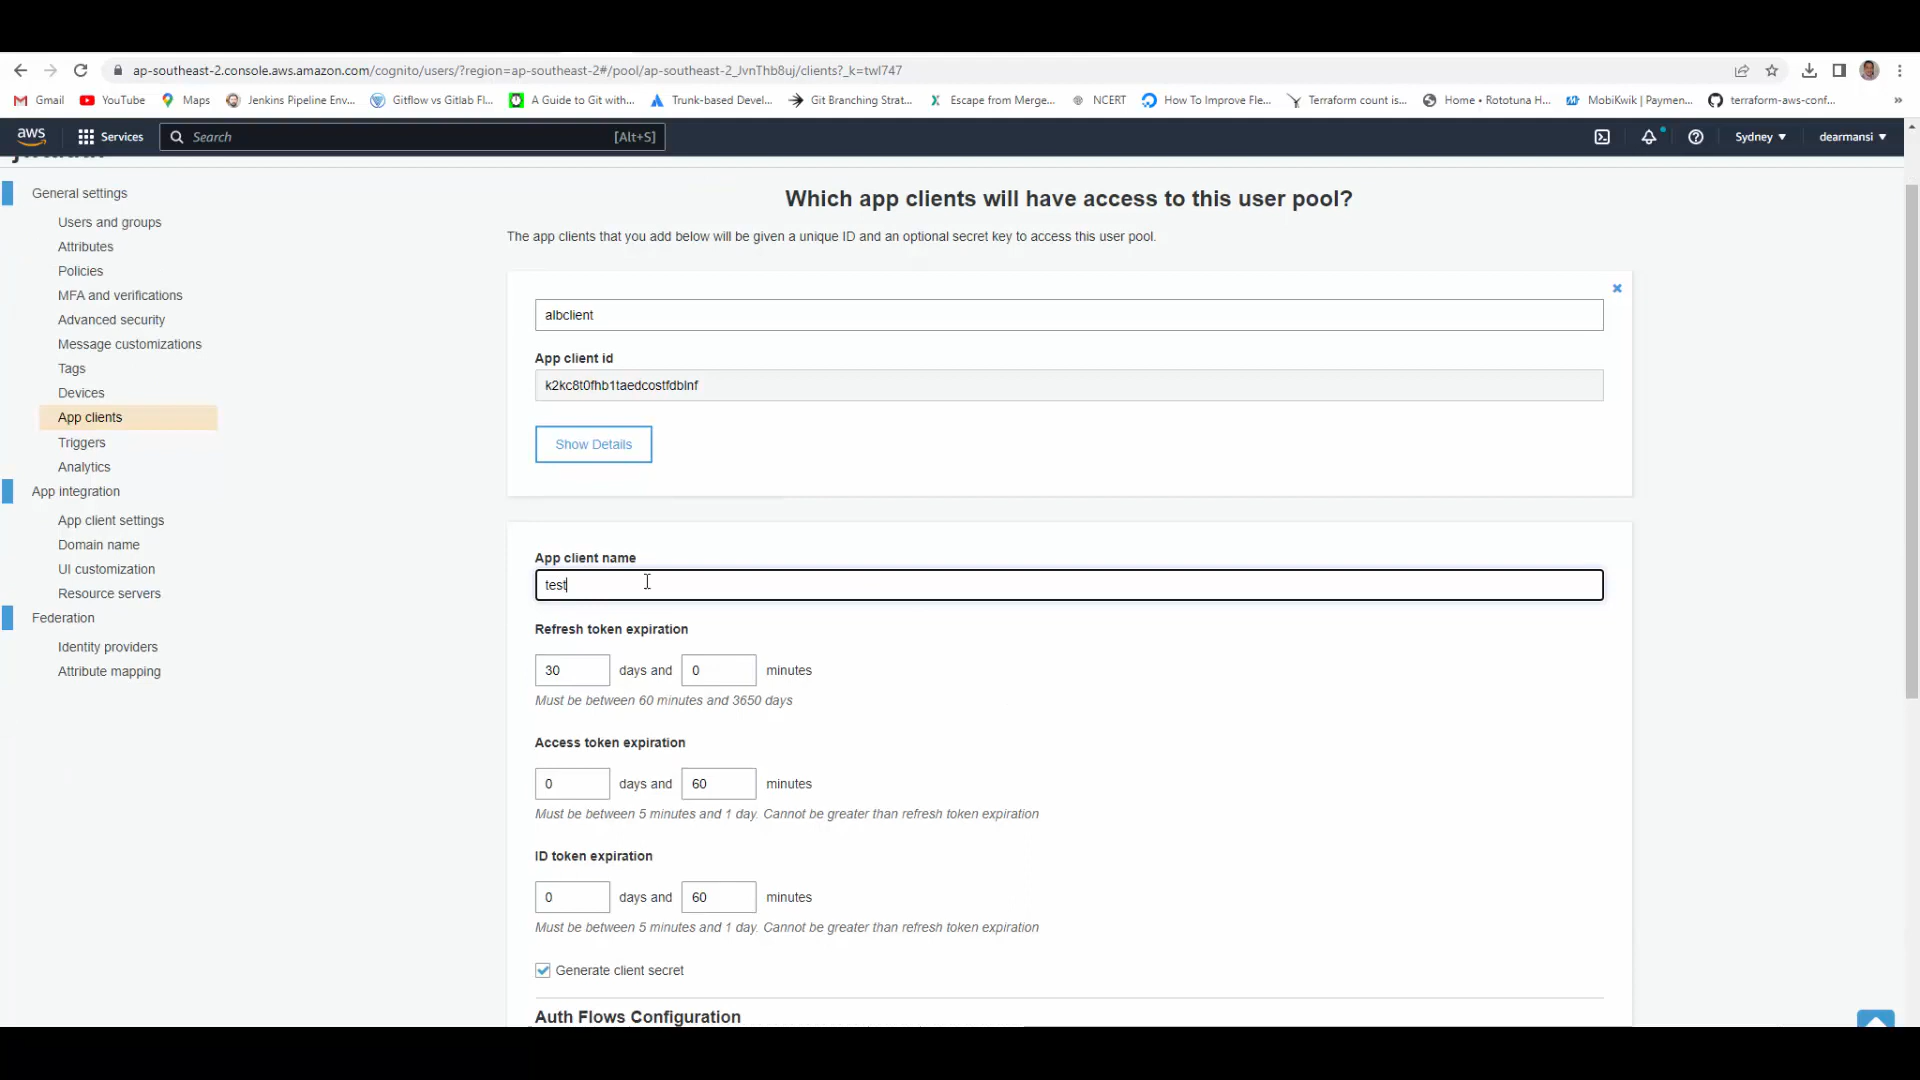 ap-southeast-2.console.aws.amazon.com/cognito/users/?region=ap-southeast-2#/pool/ap-southeast-2_JvnThb8uj/clients?_k=twl747
Gmail YouTube Maps Jenkins Pipeline Env... Gitflow vs Gitlab Fl... A Guide to Git with... Trunk-based Devel... Git Branching Strat... Escape from Merge... NCERT How To Improve Fle... Terraform count is... Home • Rototuna H... MobiKwik | Paymen... terraform-aws-conf... »
aws Services Search [Alt+S] Sydney dearmansi
General settings
Users and groups
Attributes
Policies
MFA and verifications
Advanced security
Message customizations
Tags
Devices
App clients
Triggers
Analytics
App integration
App client settings
Domain name
UI customization
Resource servers
Federation
Identity providers
Attribute mapping
Which app clients will have access to this user pool?
The app clients that you add below will be given a unique ID and an optional secret key to access this user pool.
albclient
App client id
k2kc8t0fhb1taedcostfdblnf
Show Details
App client name
test
Refresh token expiration
30 days and 0 minutes
Must be between 60 minutes and 3650 days
Access token expiration
0 days and 60 minutes
Must be between 5 minutes and 1 day. Cannot be greater than refresh token expiration
ID token expiration
0 days and 60 minutes
Must be between 5 minutes and 1 day. Cannot be greater than refresh token expiration
Generate client secret
Auth Flows Configuration